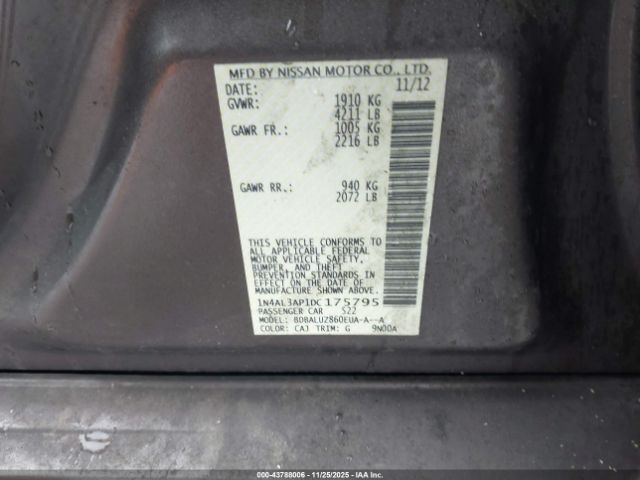 MFD BY NISSAN MOTOR CO., LTD.
DATE: 11/12
GVWR: 1910 KG
4211 LB
GAWR FR.: 1005 KG
2216 LB
GAWR RR.: 940 KG
2072 LB
THIS VEHICLE CONFORMS TO
ALL APPLICABLE FEDERAL
MOTOR VEHICLE SAFETY,
BUMPER, AND THEFT
PREVENTION STANDARDS IN
EFFECT ON THE DATE OF
MANUFACTURE SHOWN ABOVE.
1N4AL3AP1DC175795
PASSENGER CAR S22
MODEL: BDBALUZ860EUA-A--A
COLOR: CAJ TRIM: G 9N00A
000-43788006 - 11/25/2025 - IAAI.COM